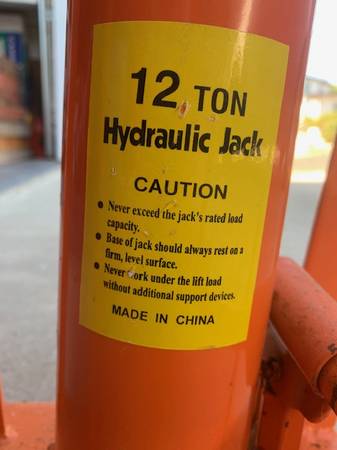 12 TON
Hydraulic Jack
CAUTION
• Never exceed the jack's rated load
capacity.
• Base of jack should always rest on a
firm, level surface.
• Never work under the lift load
without additional support devices.
MADE IN CHINA